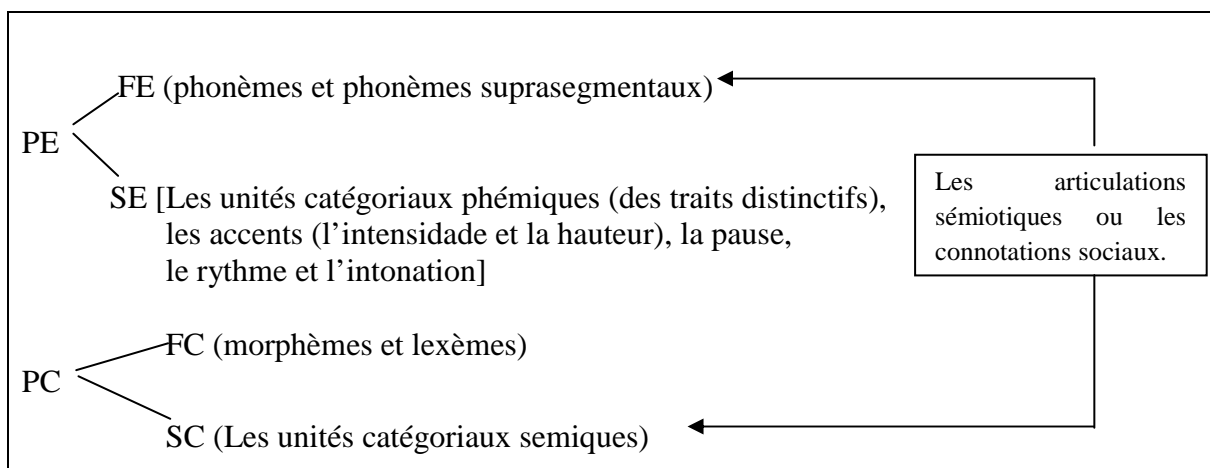 FE (phonèmes et phonèmes suprasegmentaux)
PE
SE [Les unités catégoriaux phémiques (des traits distinctifs),
les accents (l’intensidade et la hauteur), la pause,
le rythme et l’intonation]
Les articulations
sémiotiques ou les
connotations sociaux.
FC (morphèmes et lexèmes)
PC
SC (Les unités catégoriaux semiques)